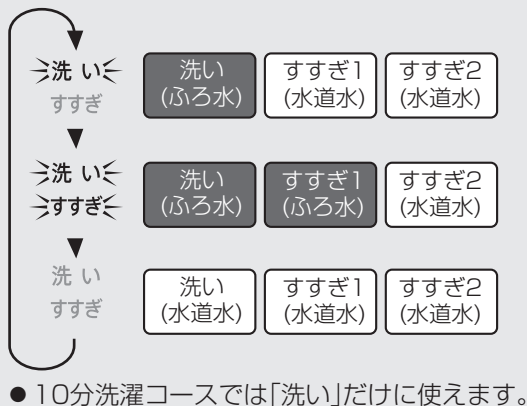 洗い
すすぎ
洗い
(ふろ水)
すすぎ1
(水道水)
すすぎ2
(水道水)
洗い
すすぎ
洗い
(ふろ水)
すすぎ1
(ふろ水)
すすぎ2
(水道水)
洗い
すすぎ
洗い
(水道水)
すすぎ1
(水道水)
すすぎ2
(水道水)
●10分洗濯コースでは「洗い」だけに使えます。